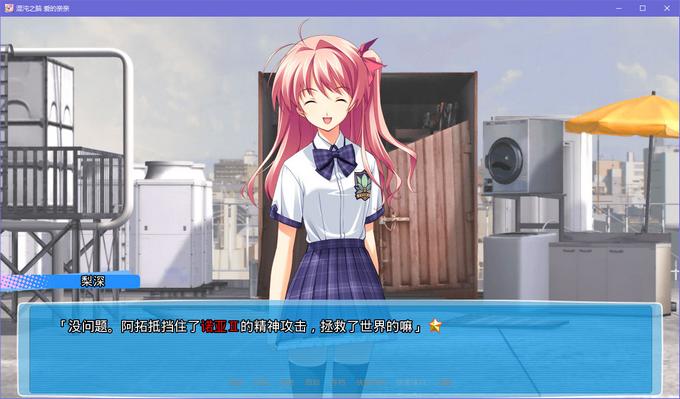 混沌之脑 爱的亲亲
梨深
「没问题。阿拓抵挡住了诺亚Ⅱ的精神攻击，拯救了世界的嘛」